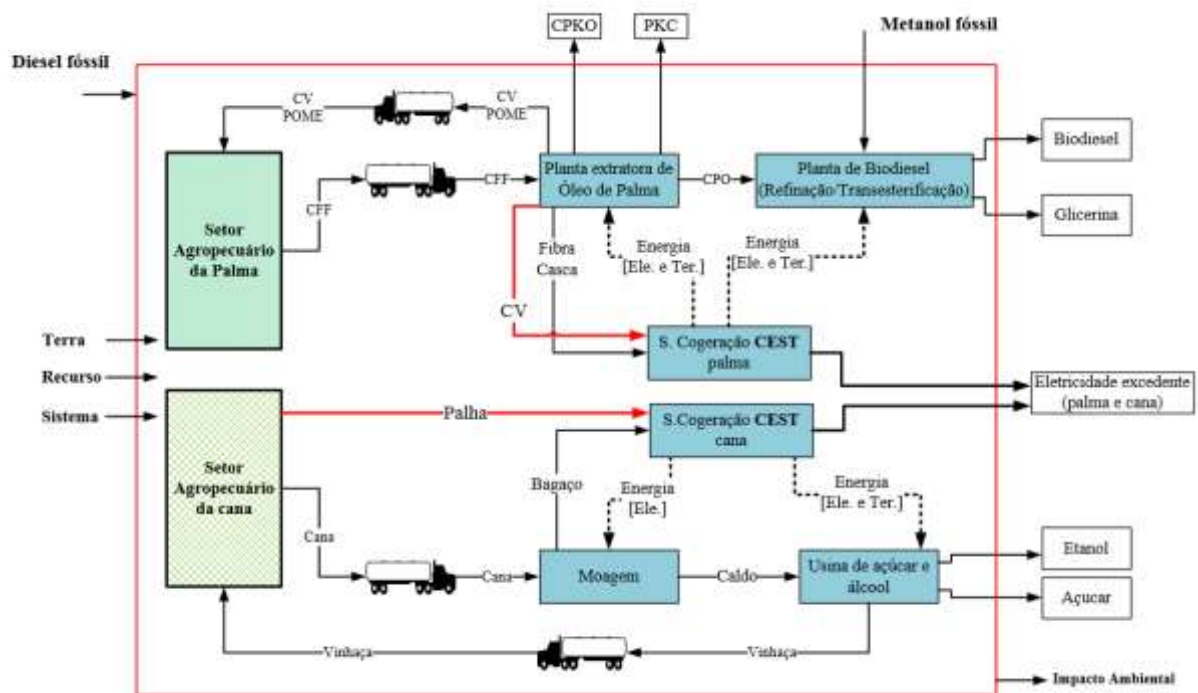 CPKO
PKC
Metanol fóssil
Diesel fóssil
CV
POME
CV
POME
CFF
CFF
Setor
Agropecuário
da Palma
Planta extratora de
Óleo de Palma
CPO
Planta de Biodiesel
(Refinação/Transesterificação)
Biodiesel
Glicerina
Fibra
Casca
Energia
[Ele. e Ter.]
Energia
[Ele. e Ter.]
CV
Terra
Recurso
Sistema
S. Cogeração CEST
palma
Eletricidade excedente
(palma e cana)
Palha
S.Cogeração CEST
cana
Setor
Agropecuário
da cana
Bagaço
Energia
[Ele.]
Energia
[Ele. e Ter.]
Cana
Cana
Moagem
Caldo
Usina de açúcar e
álcool
Etanol
Açucar
Vinhaça
Vinhaça
Impacto Ambiental